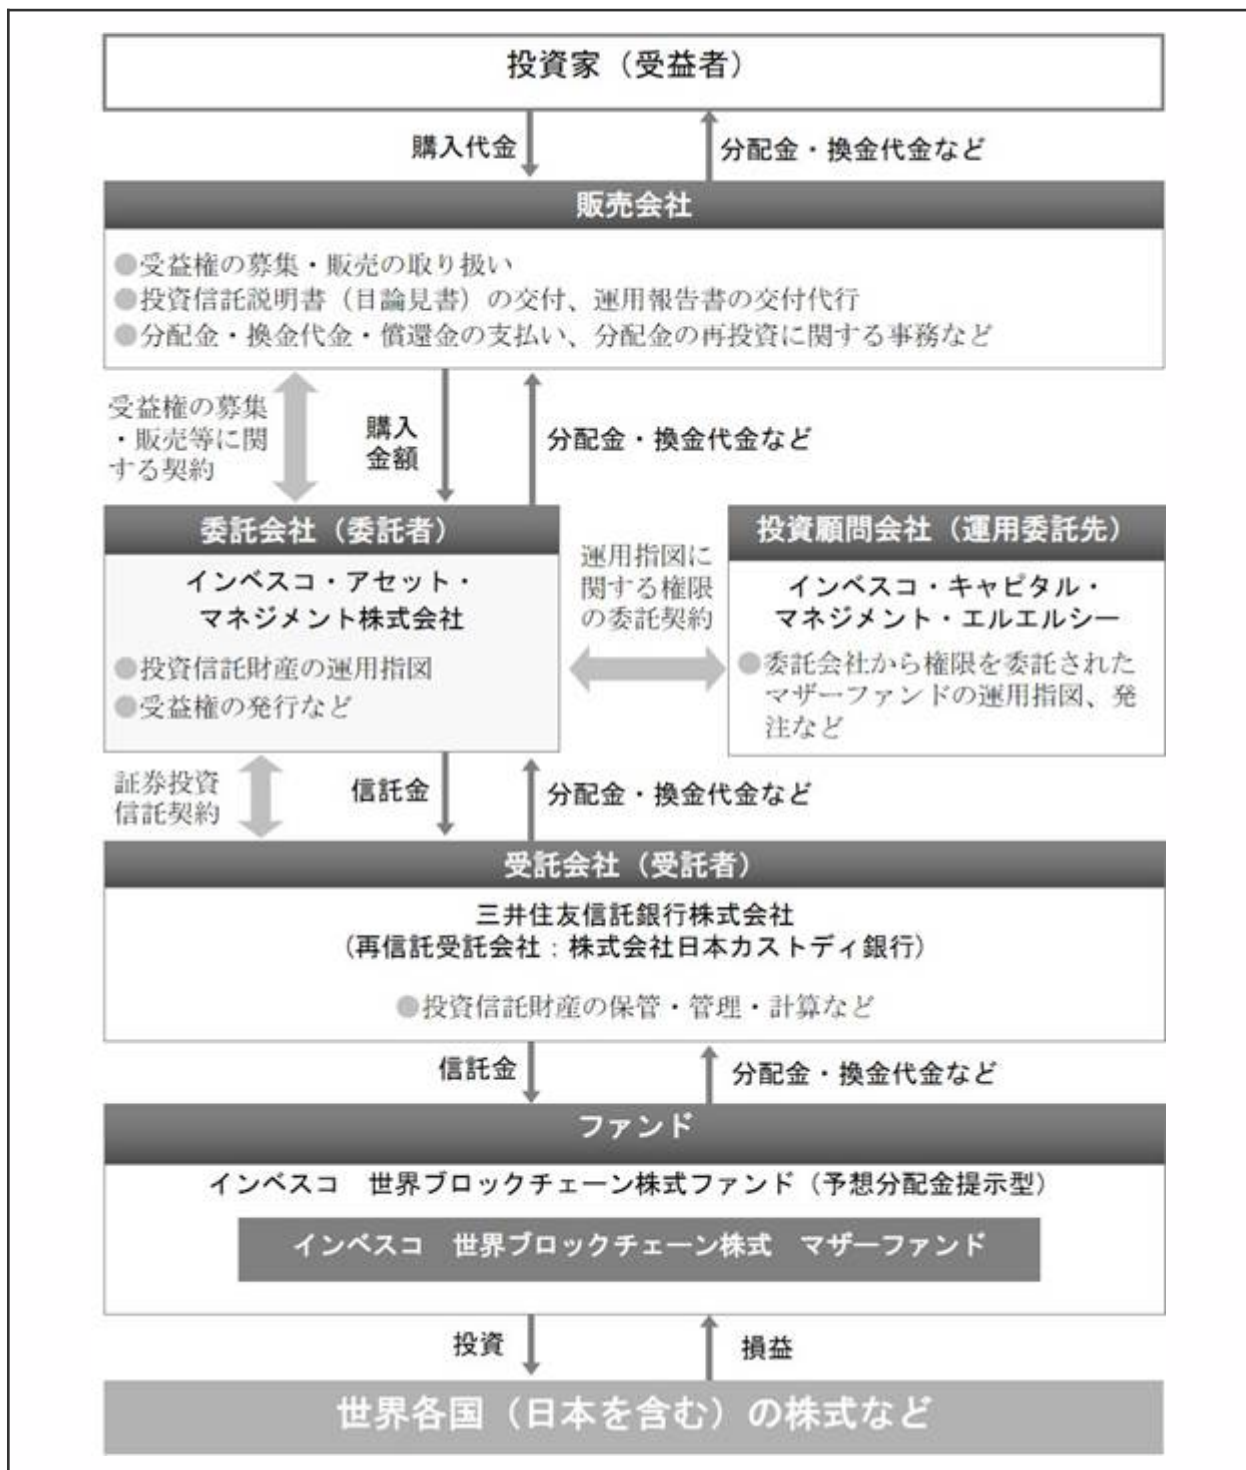 投資家（受益者）
購入代金
分配金・換金代金など
販売会社
●受益権の募集・販売の取り扱い
●投資信託説明書（目論見書）の交付、運用報告書の交付代行
●分配金・換金代金・償還金の支払い、分配金の再投資に関する事務など
受益権の募集
・販売等に関
する契約
購入
金額
分配金・換金代金など
委託会社（委託者）
インベスコ・アセット・
マネジメント株式会社
●投資信託財産の運用指図
●受益権の発行など
運用指図に
関する権限
の委託契約
投資顧問会社（運用委託先）
インベスコ・キャピタル・
マネジメント・エルエルシー
●委託会社から権限を委託された
マザーファンドの運用指図、発
注など
証券投資
信託契約
信託金
分配金・換金代金など
受託会社（受託者）
三井住友信託銀行株式会社
（再信託受託会社：株式会社日本カストディ銀行）
●投資信託財産の保管・管理・計算など
信託金
分配金・換金代金など
ファンド
インベスコ　世界ブロックチェーン株式ファンド（予想分配金提示型）
インベスコ　世界ブロックチェーン株式　マザーファンド
投資
損益
世界各国（日本を含む）の株式など